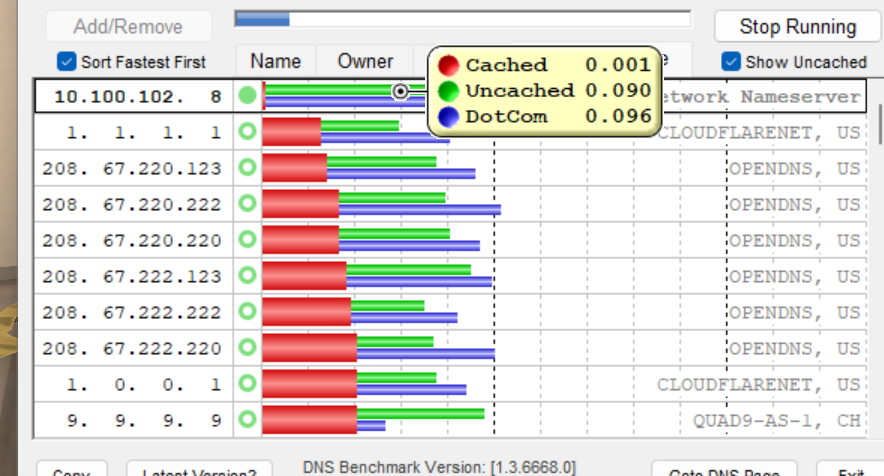 Add/Remove
Stop Running
Sort Fastest First
Name
Owner
Show Uncached
Cached 0.001
Uncached 0.090
DotCom 0.096
10.100.102. 8
Nameserver
1. 1. 1. 1
CLOUDFLARENET, US
208. 67.220.123
OPENDNS, US
208. 67.220.222
OPENDNS, US
208. 67.220.220
OPENDNS, US
208. 67.222.123
OPENDNS, US
208. 67.222.222
OPENDNS, US
208. 67.222.220
OPENDNS, US
1. 0. 0. 1
CLOUDFLARENET, US
9. 9. 9. 9
QUAD9-AS-1, CH
Copy
Latest Version?
DNS Benchmark Version: [1.3.6668.0]
Goto DNS Page
Exit